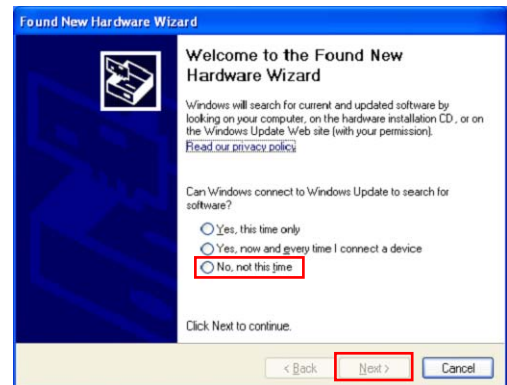 Found New Hardware Wizard
Welcome to the Found New
Hardware Wizard
Windows will search for current and updated software by
looking on your computer, on the hardware installation CD, or on
the Windows Update Web site (with your permission).
Read our privacy policy
Can Windows connect to Windows Update to search for
software?
Yes, this time only
Yes, now and every time I connect a device
No, not this time
Click Next to continue.
< Back Next > Cancel